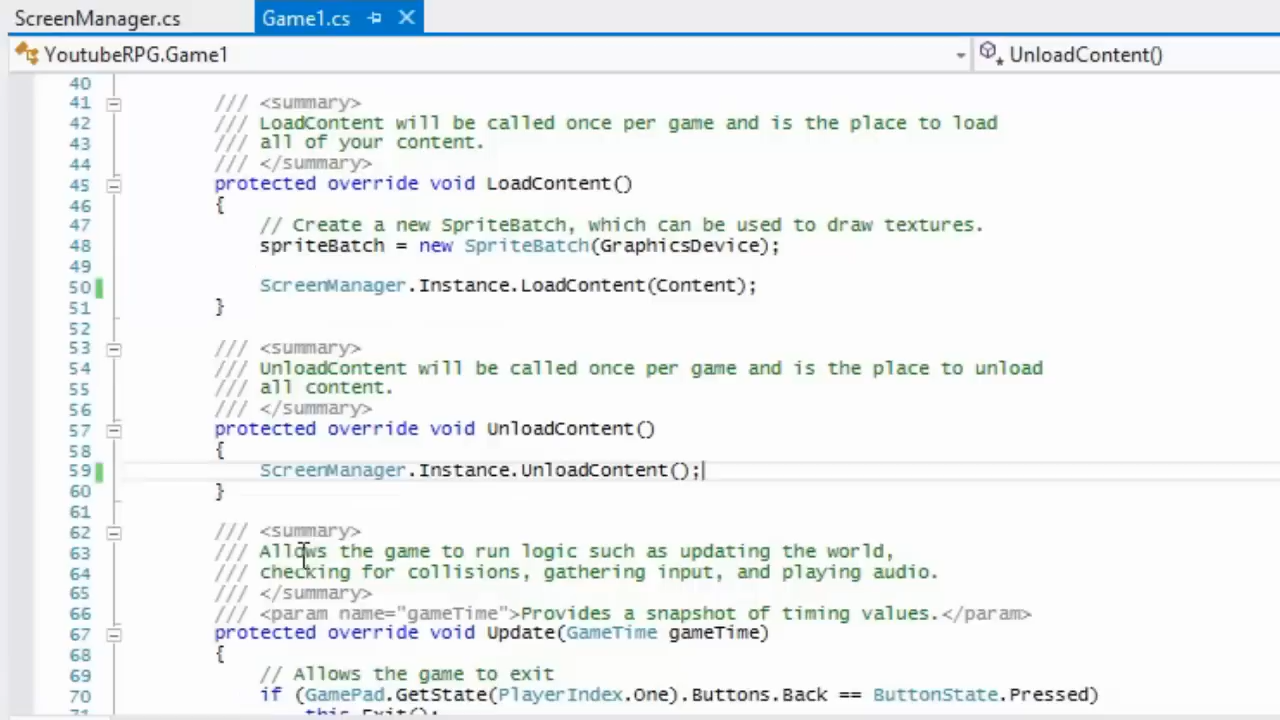 ScreenManager.cs Game1.cs
YoutubeRPG.Game1 UnloadContent()
40
41 /// <summary>
42 /// LoadContent will be called once per game and is the place to load
43 /// all of your content.
44 /// </summary>
45 protected override void LoadContent()
46 {
47 // Create a new SpriteBatch, which can be used to draw textures.
48 spriteBatch = new SpriteBatch(GraphicsDevice);
49
50 ScreenManager.Instance.LoadContent(Content);
51 }
52
53 /// <summary>
54 /// UnloadContent will be called once per game and is the place to unload
55 /// all content.
56 /// </summary>
57 protected override void UnloadContent()
58 {
59 ScreenManager.Instance.UnloadContent();
60 }
61
62 /// <summary>
63 /// Allows the game to run logic such as updating the world,
64 /// checking for collisions, gathering input, and playing audio.
65 /// </summary>
66 /// <param name="gameTime">Provides a snapshot of timing values.</param>
67 protected override void Update(GameTime gameTime)
68 {
69 // Allows the game to exit
70 if (GamePad.GetState(PlayerIndex.One).Buttons.Back == ButtonState.Pressed)
71 this.Exit();